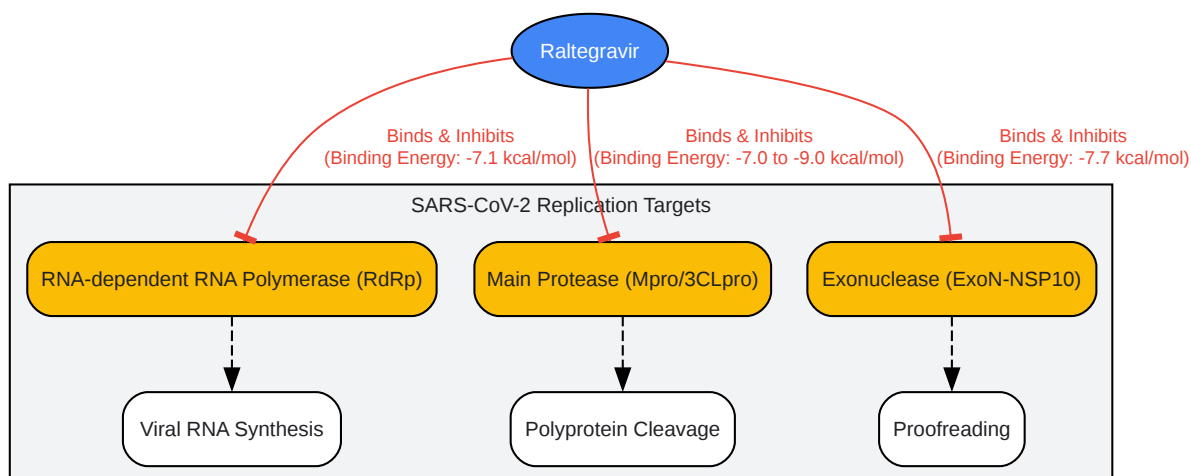 Raltegravir
Binds & Inhibits
(Binding Energy: -7.1 kcal/mol)
Binds & Inhibits
(Binding Energy: -7.0 to -9.0 kcal/mol)
Binds & Inhibits
(Binding Energy: -7.7 kcal/mol)
SARS-CoV-2 Replication Targets
RNA-dependent RNA Polymerase (RdRp)
Main Protease (Mpro/3CLpro)
Exonuclease (ExoN-NSP10)
Viral RNA Synthesis
Polyprotein Cleavage
Proofreading